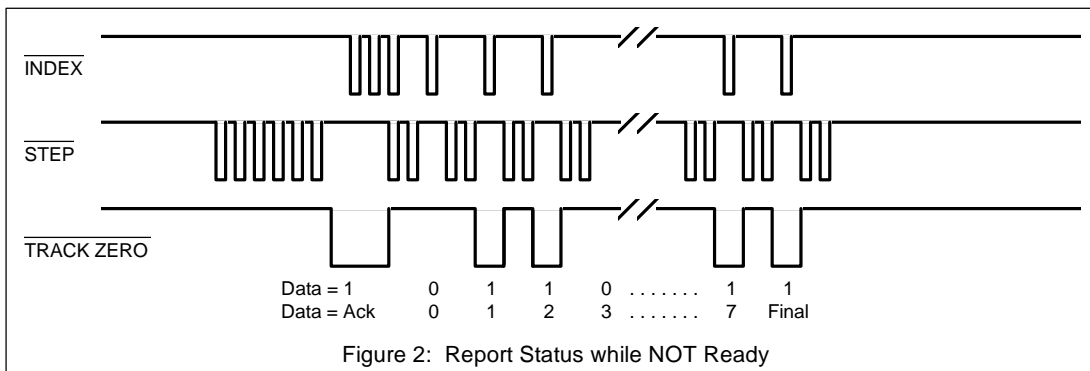 INDEX
STEP
TRACK ZERO
Data = 1 0 1 1 0 . . . . . . . 1 1
Data = Ack 0 1 2 3 . . . . . . . 7 Final
Figure 2: Report Status while NOT Ready